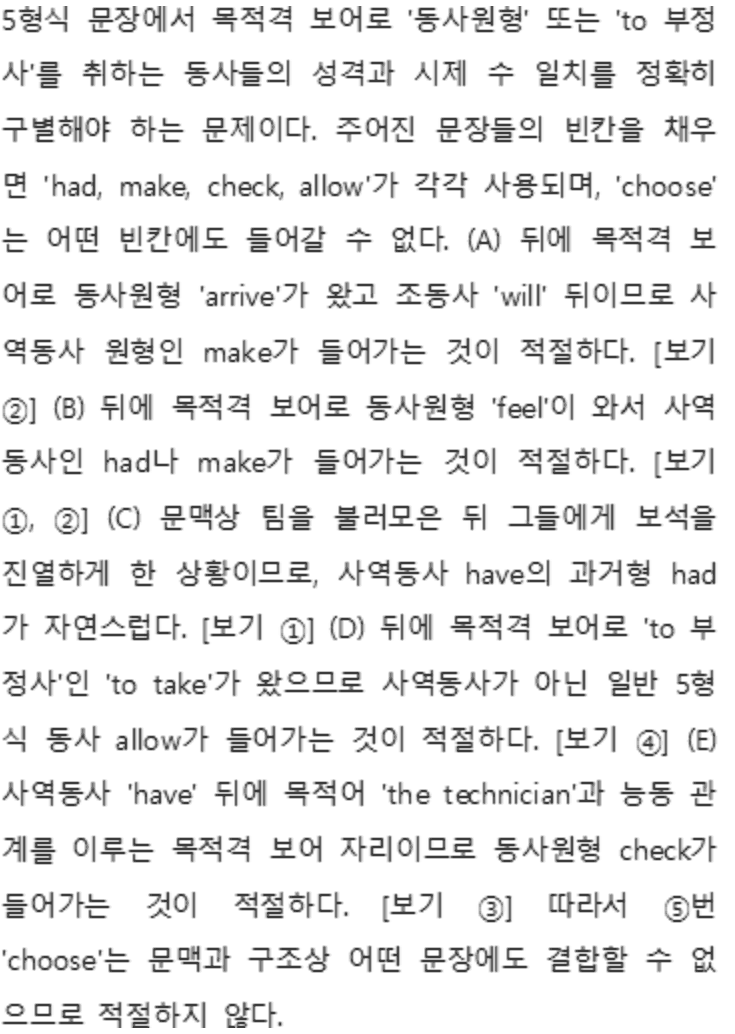 5형식 문장에서 목적격 보어로 '동사원형' 또는 'to 부정
사'를 취하는 동사들의 성격과 시제 수 일치를 정확히
구별해야 하는 문제이다. 주어진 문장들의 빈칸을 채우
면 'had, make, check, allow'가 각각 사용되며, 'choose'
는 어떤 빈칸에도 들어갈 수 없다. (A) 뒤에 목적격 보
어로 동사원형 'arrive'가 왔고 조동사 'will' 뒤이므로 사
역동사 원형인 make가 들어가는 것이 적절하다. [보기
②] (B) 뒤에 목적격 보어로 동사원형 'feel'이 와서 사역
동사인 had나 make가 들어가는 것이 적절하다. [보기
①, ②] (C) 문맥상 팀을 불러모은 뒤 그들에게 보석을
진열하게 한 상황이므로, 사역동사 have의 과거형 had
가 자연스럽다. [보기 ①] (D) 뒤에 목적격 보어로 'to 부
정사'인 'to take'가 왔으므로 사역동사가 아닌 일반 5형
식 동사 allow가 들어가는 것이 적절하다. [보기 ④] (E)
사역동사 'have' 뒤에 목적어 'the technician'과 능동 관
계를 이루는 목적격 보어 자리이므로 동사원형 check가
들어가는 것이 적절하다. [보기 ③] 따라서 ⑤번
'choose'는 문맥과 구조상 어떤 문장에도 결합할 수 없
으므로 적절하지 않다.